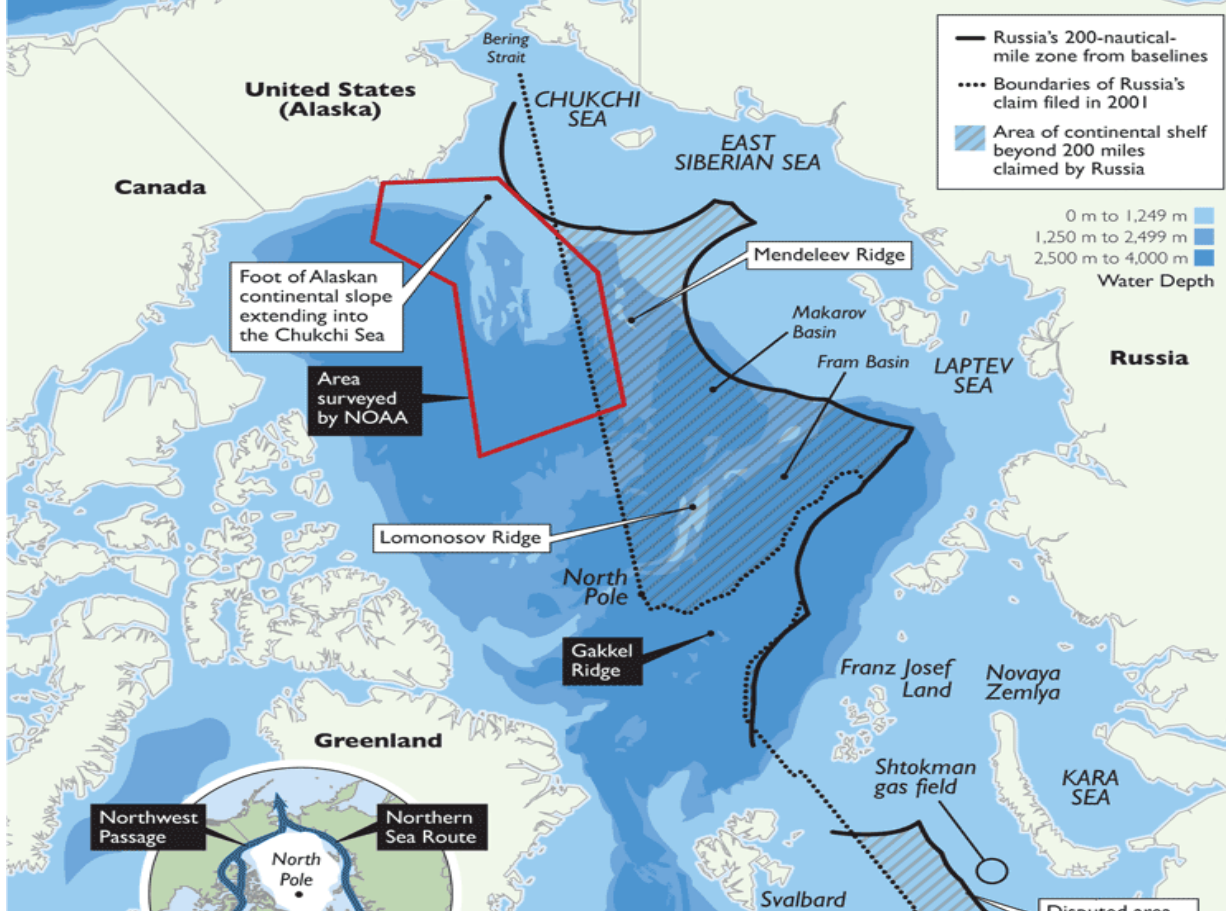 Bering
Strait
CHUKCHI
SEA
EAST
SIBERIAN SEA
United States
(Alaska)
Canada
Russia's 200-nautical-
mile zone from baselines
Boundaries of Russia's
claim filed in 2001
Area of continental shelf
beyond 200 miles
claimed by Russia
0 m to 1,249 m
1,250 m to 2,499 m
2,500 m to 4,000 m
Water Depth
Foot of Alaskan
continental slope
extending into
the Chukchi Sea
Mendeleev Ridge
Makarov
Basin
Fram Basin
LAPTEV
SEA
Russia
Area
surveyed
by NOAA
Lomonosov Ridge
North
Pole
Gakkel
Ridge
Franz Josef
Land
Novaya
Zemlya
Greenland
Shtokman
gas field
KARA
SEA
Northwest
Passage
Northern
Sea Route
North
Pole
Svalbard
Disputed area